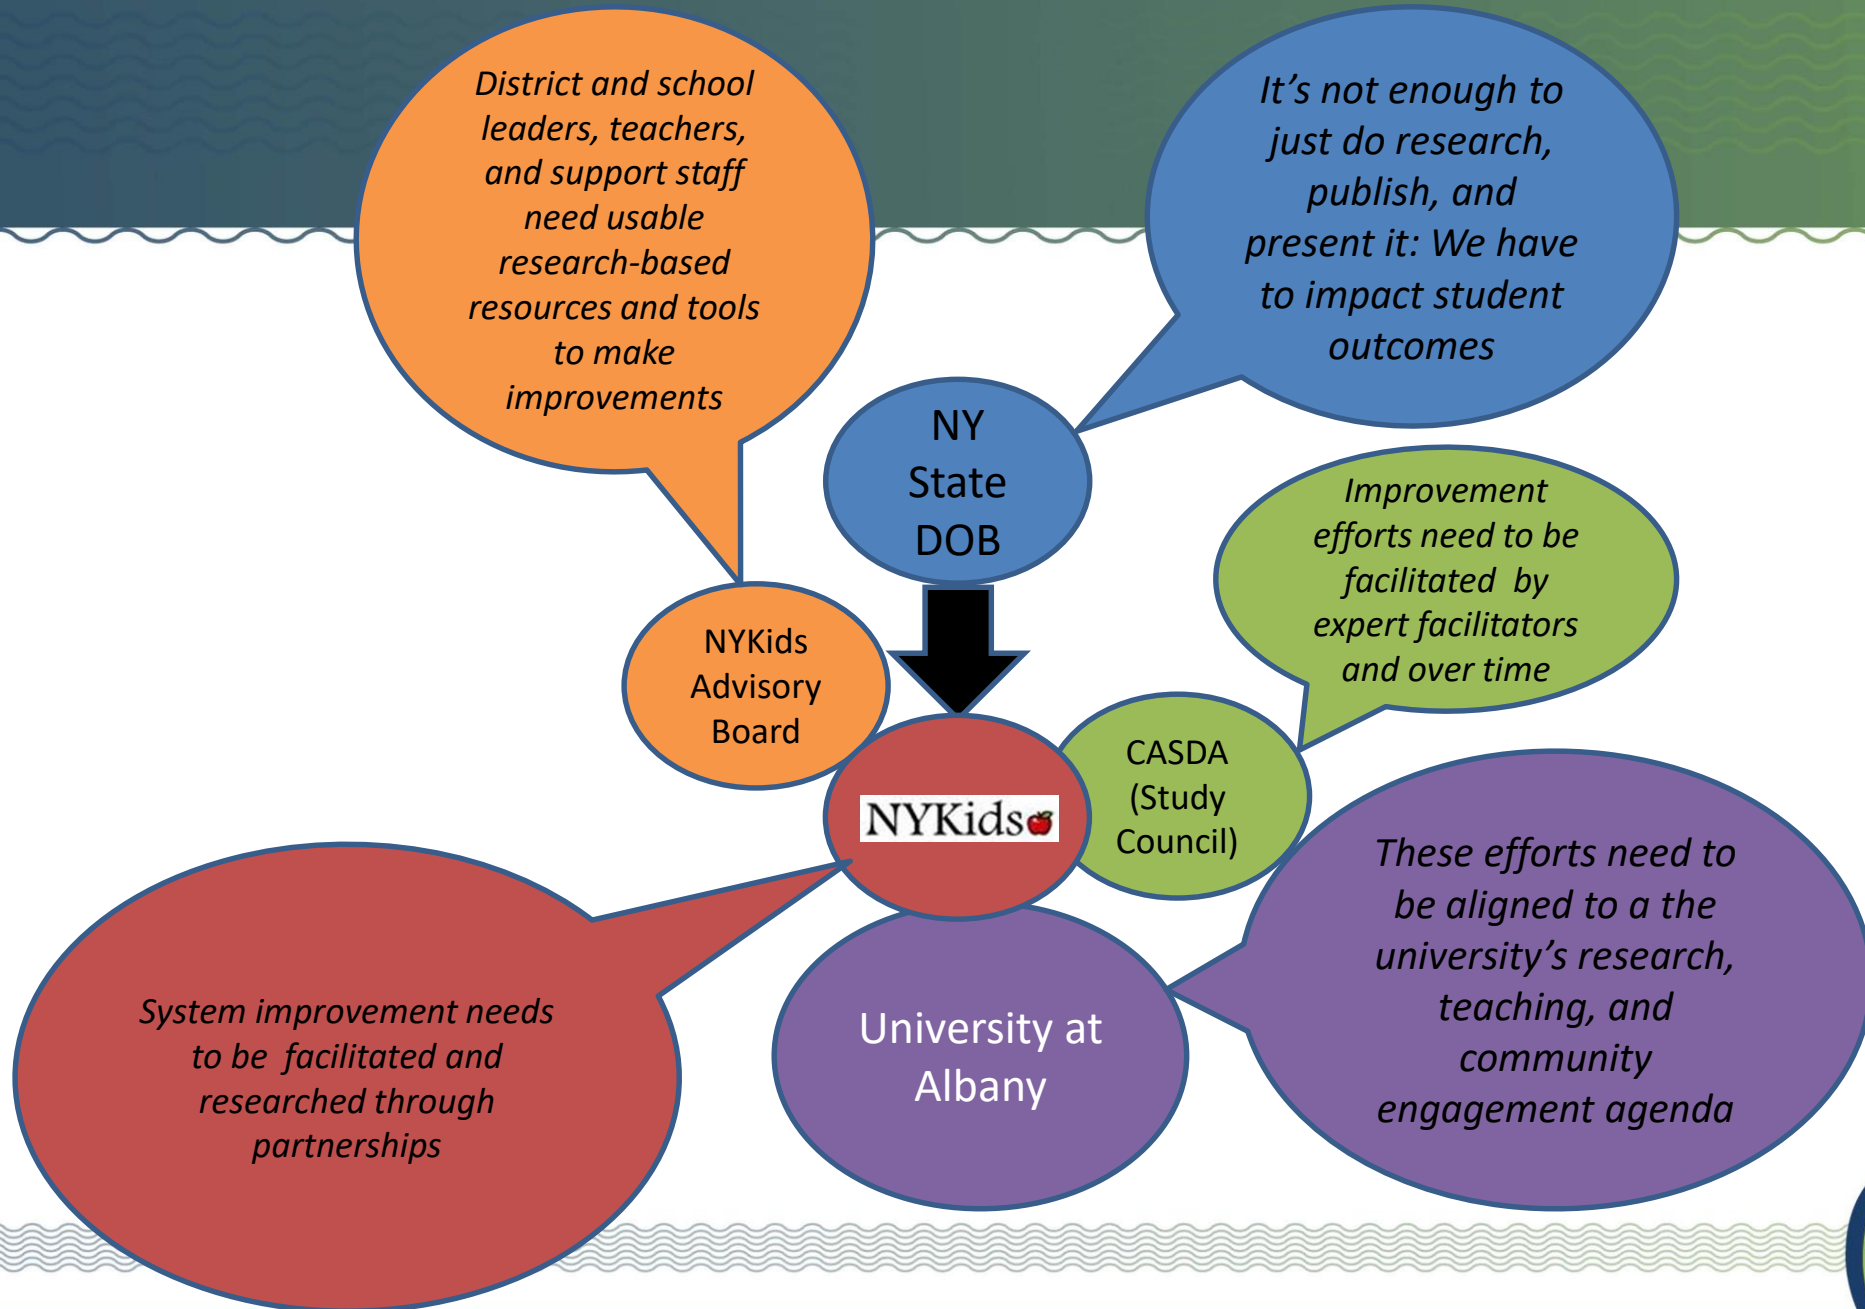 District and school
leaders, teachers,
and support staff
need usable
research-based
resources and tools
to make
improvements
It’s not enough to
just do research,
publish, and
present it: We have
to impact student
outcomes
NY
State
DOB
Improvement
efforts need to be
facilitated  by
expert facilitators
and over time
NYKids
Advisory
Board
CASDA
(Study
Council)
NYKids
These efforts need to
be aligned to a the
university’s research,
teaching, and
community
engagement agenda
System improvement needs
to be  facilitated and
researched through
partnerships
University at
Albany